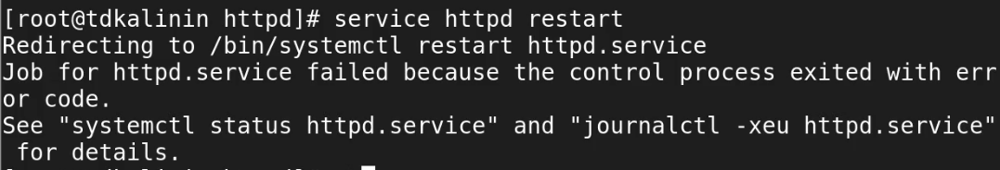 [root@tdkalinin httpd]# service httpd restart
Redirecting to /bin/systemctl restart httpd.service
Job for httpd.service failed because the control process exited with err
or code.
See "systemctl status httpd.service" and "journalctl -xeu httpd.service"
 for details.